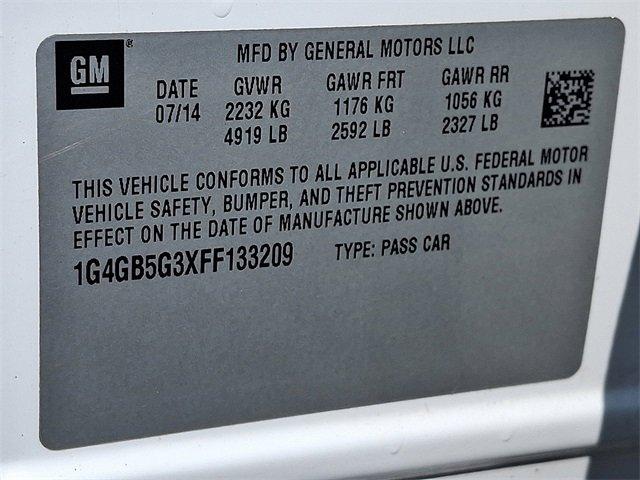 GM
MFD BY GENERAL MOTORS LLC
DATE GVWR GAWR FRT GAWR RR
07/14 2232 KG 1176 KG 1056 KG
4919 LB 2592 LB 2327 LB
THIS VEHICLE CONFORMS TO ALL APPLICABLE U.S. FEDERAL MOTOR
VEHICLE SAFETY, BUMPER, AND THEFT PREVENTION STANDARDS IN
EFFECT ON THE DATE OF MANUFACTURE SHOWN ABOVE.
1G4GB5G3XFF133209 TYPE: PASS CAR